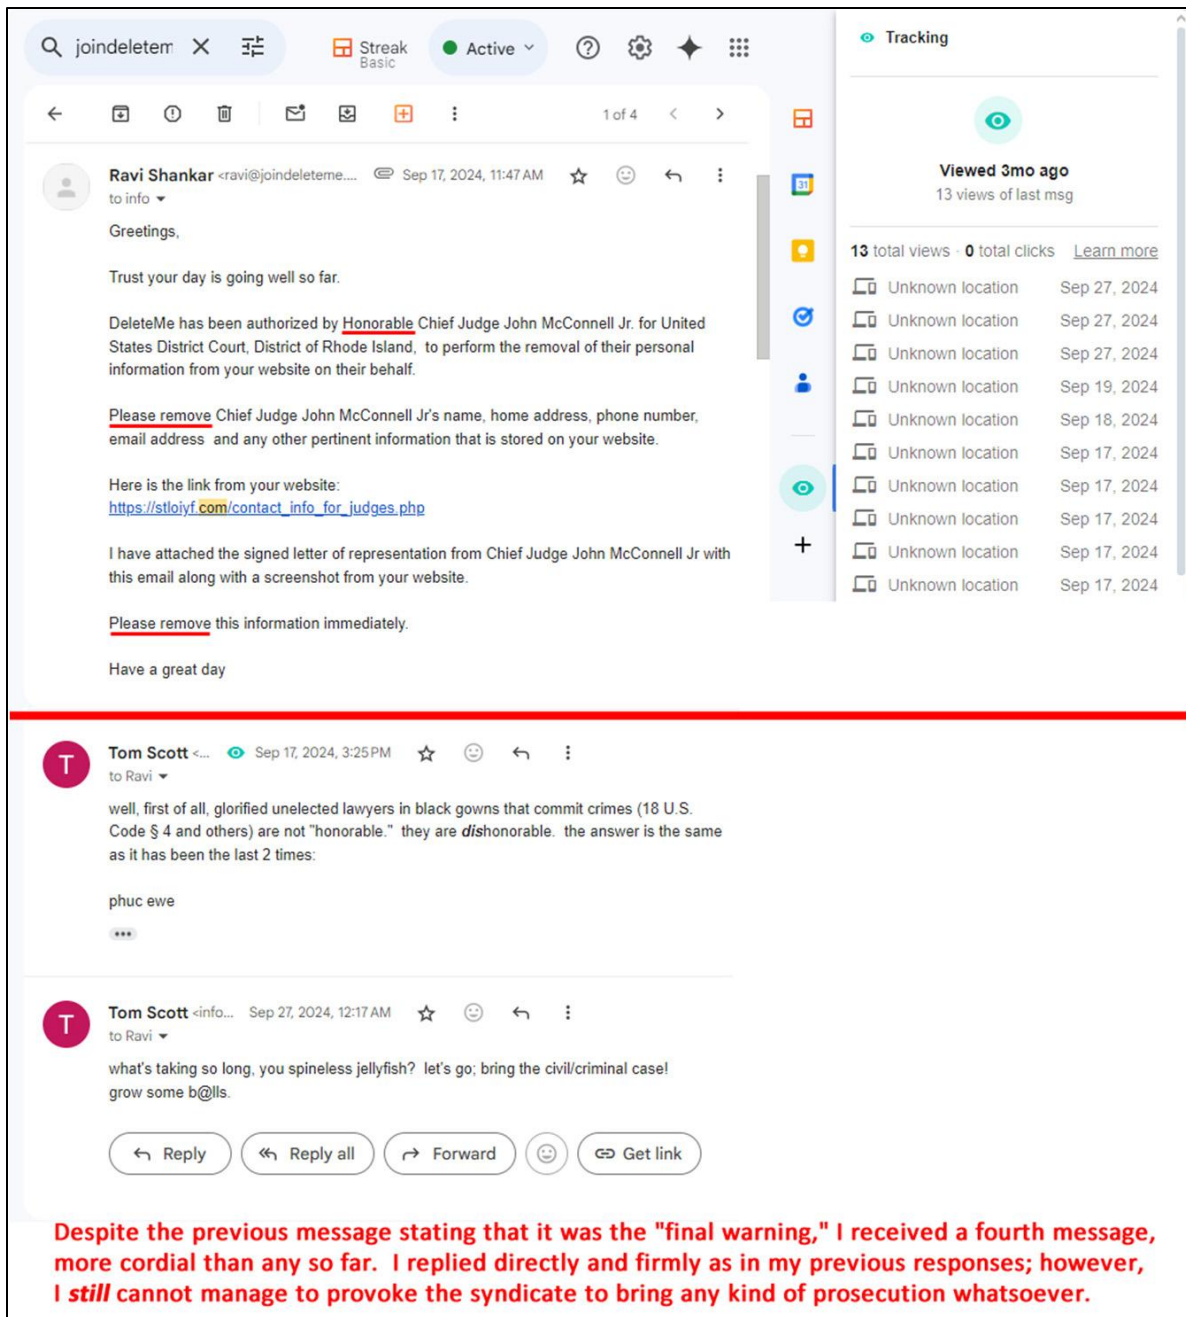 joindeletem
Streak
Basic
Active
1 of 4
Ravi Shankar <ravi@joindeleteme.... Sep 17, 2024, 11:47 AM
to info
Greetings,
Trust your day is going well so far.
DeleteMe has been authorized by Honorable Chief Judge John McConnell Jr. for United
States District Court, District of Rhode Island,  to perform the removal of their personal
information from your website on their behalf.
Please remove Chief Judge John McConnell Jr's name, home address, phone number,
email address  and any other pertinent information that is stored on your website.
Here is the link from your website:
https://stloiyf.com/contact_info_for_judges.php
I have attached the signed letter of representation from Chief Judge John McConnell Jr with
this email along with a screenshot from your website.
Please remove this information immediately.
Have a great day
Tracking
31
Viewed 3mo ago
13 views of last msg
13 total views · 0 total clicks Learn more
Unknown location Sep 27, 2024
Unknown location Sep 27, 2024
Unknown location Sep 27, 2024
Unknown location Sep 19, 2024
Unknown location Sep 18, 2024
Unknown location Sep 17, 2024
Unknown location Sep 17, 2024
Unknown location Sep 17, 2024
Unknown location Sep 17, 2024
Unknown location Sep 17, 2024
T
Tom Scott <... Sep 17, 2024, 3:25 PM
to Ravi
well, first of all, glorified unelected lawyers in black gowns that commit crimes (18 U.S.
Code § 4 and others) are not "honorable."  they are dishonorable.  the answer is the same
as it has been the last 2 times:
phuc ewe
T
Tom Scott <info... Sep 27, 2024, 12:17 AM
to Ravi
what's taking so long, you spineless jellyfish?  let's go; bring the civil/criminal case!
grow some b@lls.
Reply
Reply all
Forward
Get link
Despite the previous message stating that it was the "final warning," I received a fourth message,
more cordial than any so far.  I replied directly and firmly as in my previous responses; however,
I still cannot manage to provoke the syndicate to bring any kind of prosecution whatsoever.